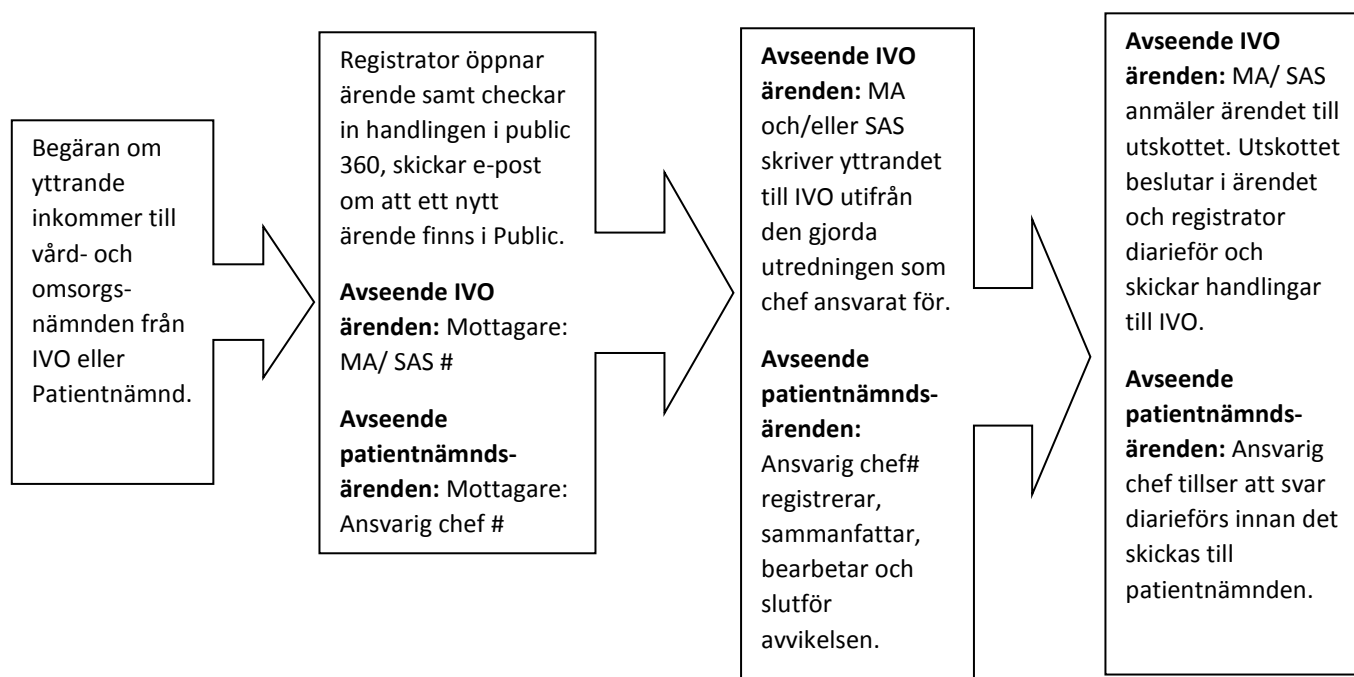 Begäran om
yttrande
inkommer till
vård- och
omsorgs-
nämnden från
IVO eller
Patientnämnd.
Registrator öppnar
ärende samt checkar
in handlingen i public
360, skickar e-post
om att ett nytt
ärende finns i Public.
Avseende IVO
ärenden: Mottagare:
MA/ SAS #
Avseende
patientnämnds-
ärenden: Mottagare:
Ansvarig chef #
Avseende IVO
ärenden: MA
och/eller SAS
skriver yttrandet
till IVO utifrån
den gjorda
utredningen som
chef ansvarat för.
Avseende
patientnämnds-
ärenden:
Ansvarig chef#
registrerar,
sammanfattar,
bearbetar och
slutför
avvikelsen.
Avseende IVO
ärenden: MA/ SAS
anmäler ärendet till
utskottet. Utskottet
beslutar i ärendet
och registrator
diarieför och
skickar handlingar
till IVO.
Avseende
patientnämnds-
ärenden: Ansvarig
chef tillser att svar
diarieförs innan det
skickas till
patientnämnden.